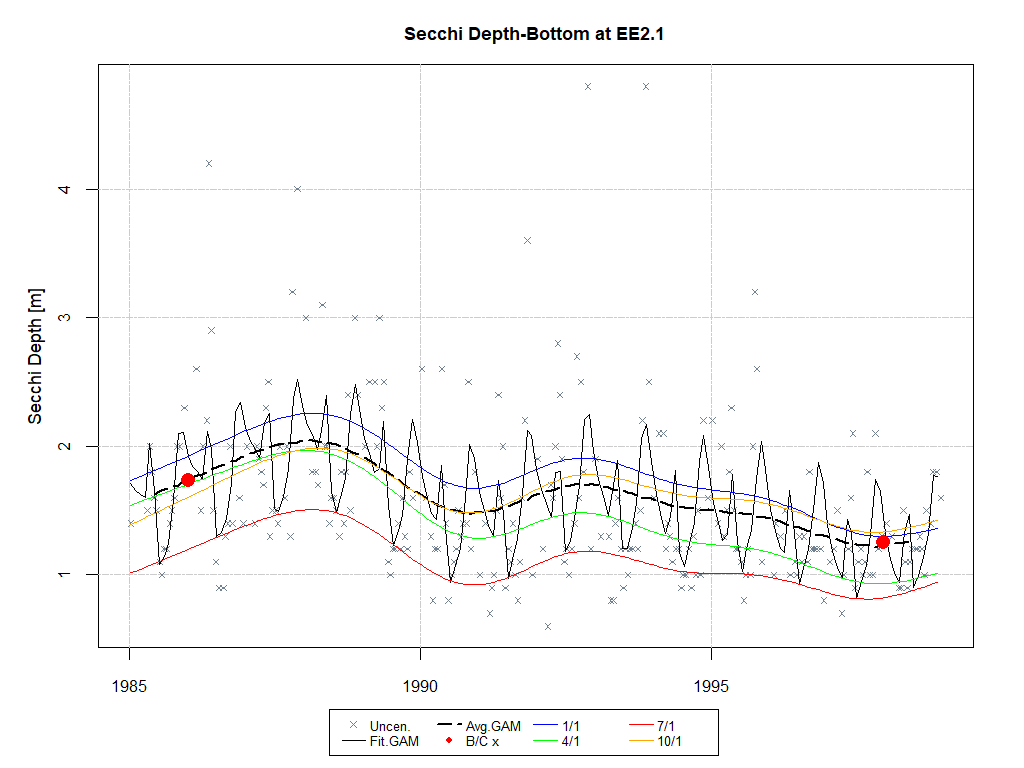 Secchi Depth-Bottom at EE2.1
Secchi Depth [m]
4
3
2
1
1985 1990 1995
Uncen. Avg.GAM 1/1 7/1
Fit.GAM B/C x 4/1 10/1